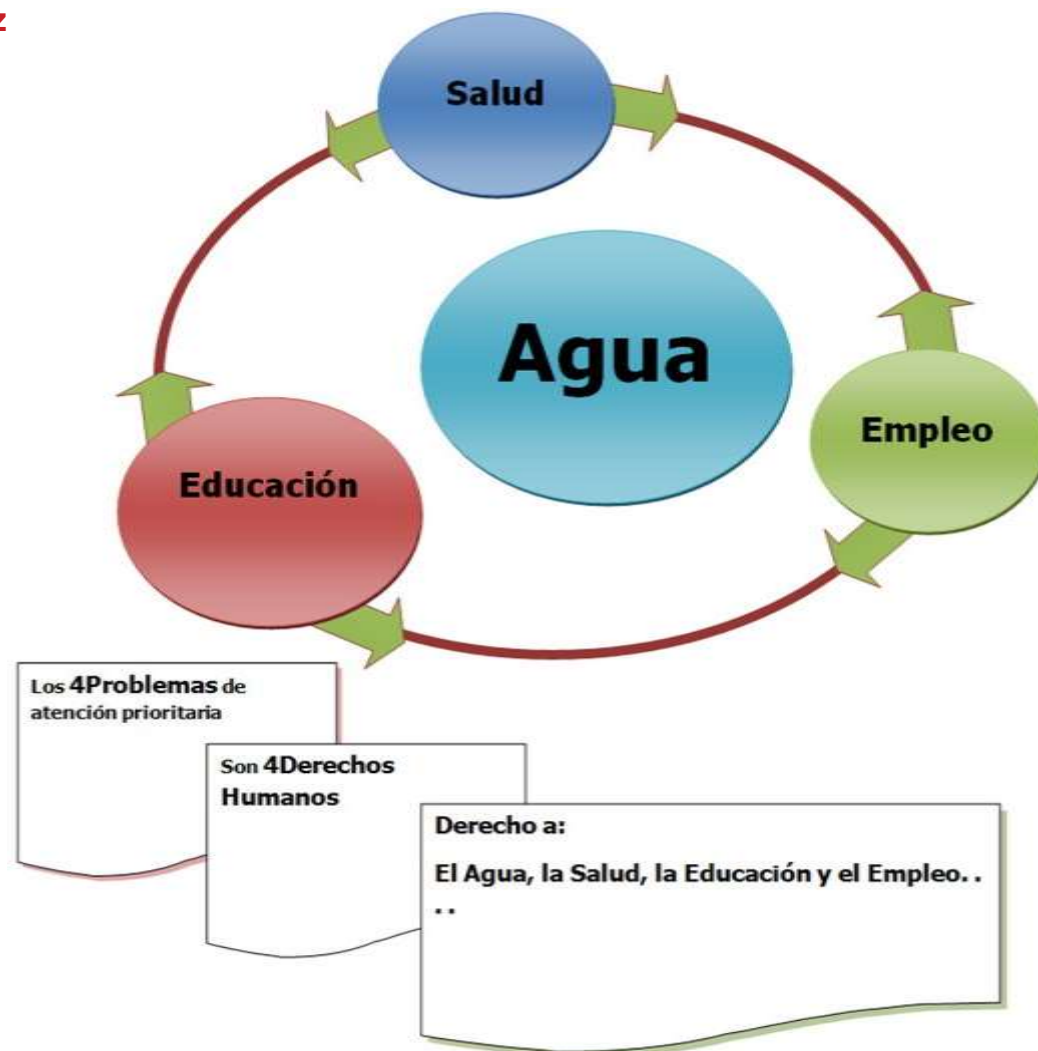 z
Salud
Agua
Empleo
Educación
Los 4Problemas de
atención prioritaria
Son 4Derechos
Humanos
Derecho a:
El Agua, la Salud, la Educación y el Empleo. .
. .